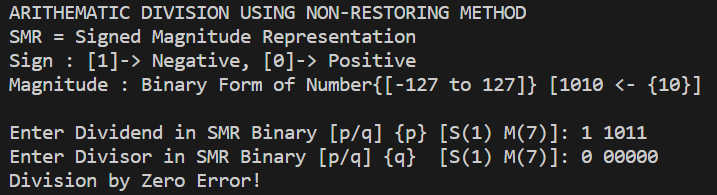 ARITHEMATIC DIVISION USING NON-RESTORING METHOD
SMR = Signed Magnitude Representation
Sign : [1]-> Negative, [0]-> Positive
Magnitude : Binary Form of Number{[-127 to 127]} [1010 <- {10}]
Enter Dividend in SMR Binary [p/q] {p} [S(1) M(7)]: 1 1011
Enter Divisor in SMR Binary [p/q] {q}  [S(1) M(7)]: 0 00000
Division by Zero Error!